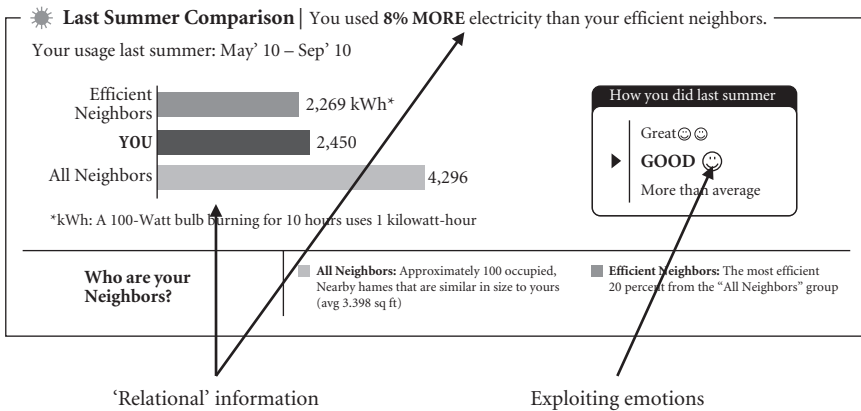 Last Summer Comparison | You used 8% MORE electricity than your efficient neighbors.
Your usage last summer: May' 10 – Sep' 10
Efficient
Neighbors
2,269 kWh*
YOU
2,450
All Neighbors
4,296
*kWh: A 100-Watt bulb burning for 10 hours uses 1 kilowatt-hour
How you did last summer
Great
GOOD
More than average
Who are your
Neighbors?
All Neighbors: Approximately 100 occupied,
Nearby hames that are similar in size to yours
(avg 3.398 sq ft)
Efficient Neighbors: The most efficient
20 percent from the “All Neighbors” group
‘Relational’ information
Exploiting emotions